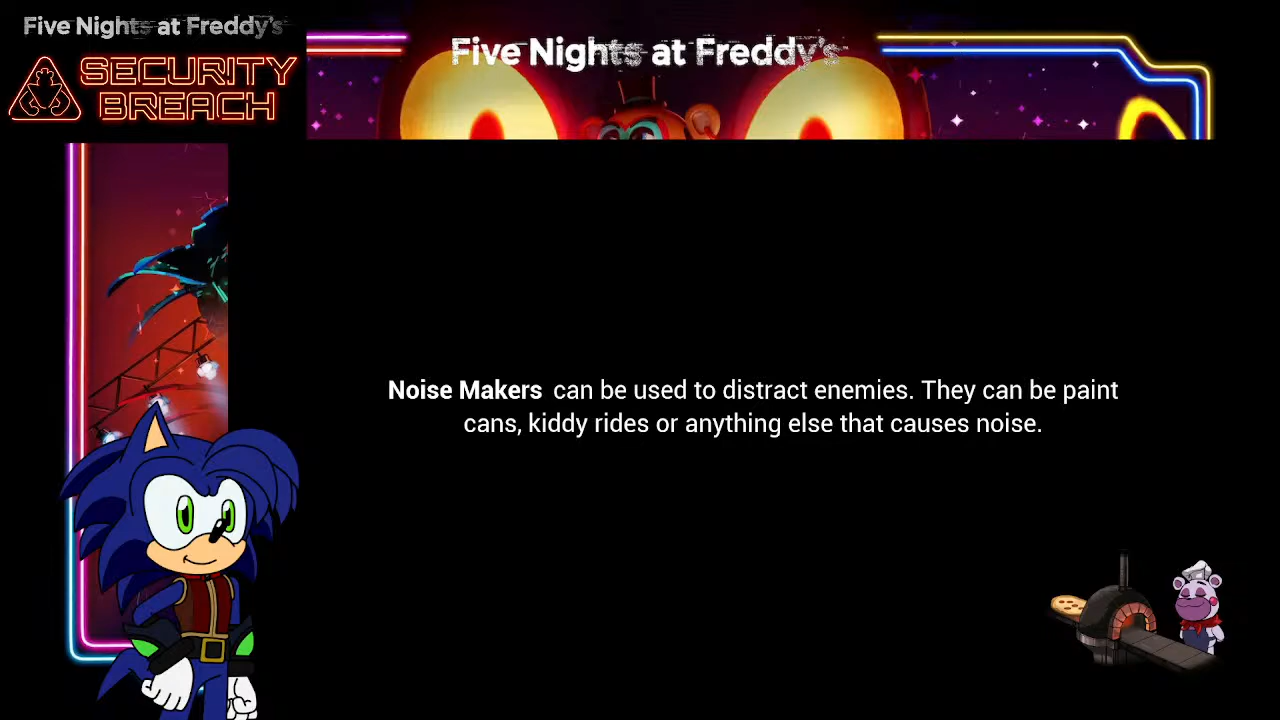 Five Nights at Freddy's
SECURITY
BREACH
Five Nights at Freddy's
Noise Makers can be used to distract enemies. They can be paint
cans, kiddy rides or anything else that causes noise.